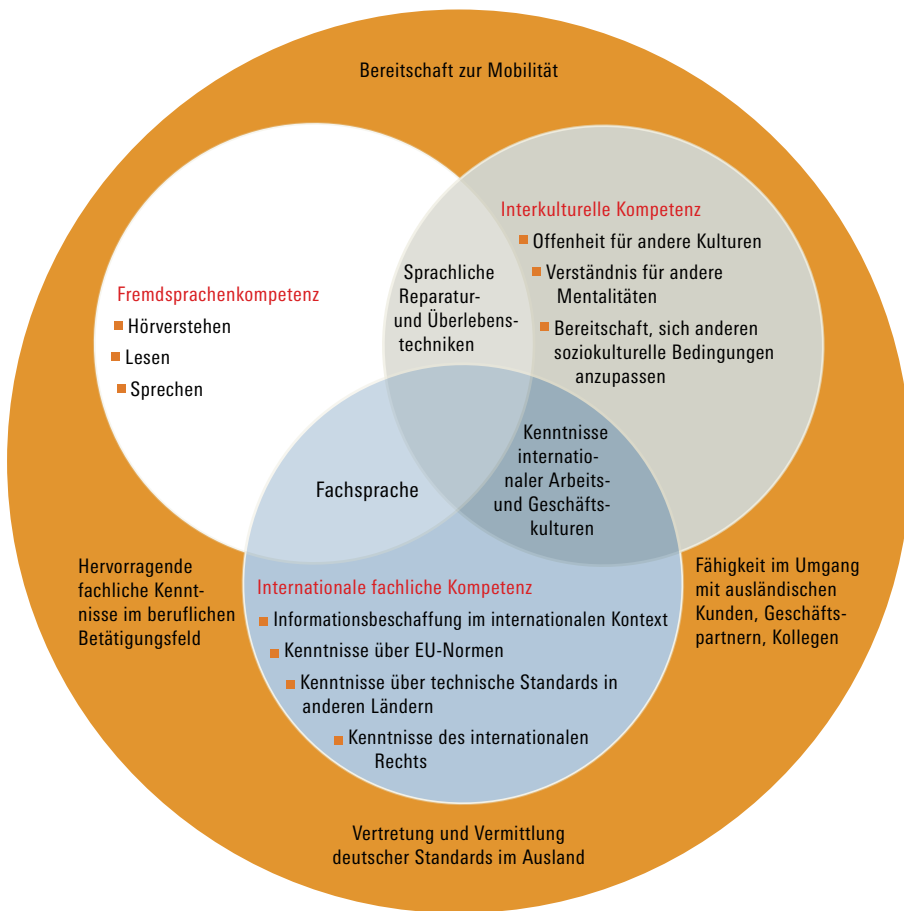 Bereitschaft zur Mobilität
Interkulturelle Kompetenz
Offenheit für andere Kulturen
Verständnis für andere
Mentalitäten
Bereitschaft, sich anderen
soziokulturelle Bedingungen
anzupassen
Sprachliche
Reparatur-
und Überlebens-
techniken
Fremdsprachenkompetenz
Hörverstehen
Lesen
Sprechen
Kenntnisse
internatio-
naler Arbeits-
und Geschäfts-
kulturen
Fachsprache
Hervorragende
fachliche Kennt-
nisse im beruflichen
Betätigungsfeld
Internationale fachliche Kompetenz
Informationsbeschaffung im internationalen Kontext
Kenntnisse über EU-Normen
Kenntnisse über technische Standards in
anderen Ländern
Kenntnisse des internationalen
Rechts
Fähigkeit im Umgang
mit ausländischen
Kunden, Geschäfts-
partnern, Kollegen
Vertretung und Vermittlung
deutscher Standards im Ausland